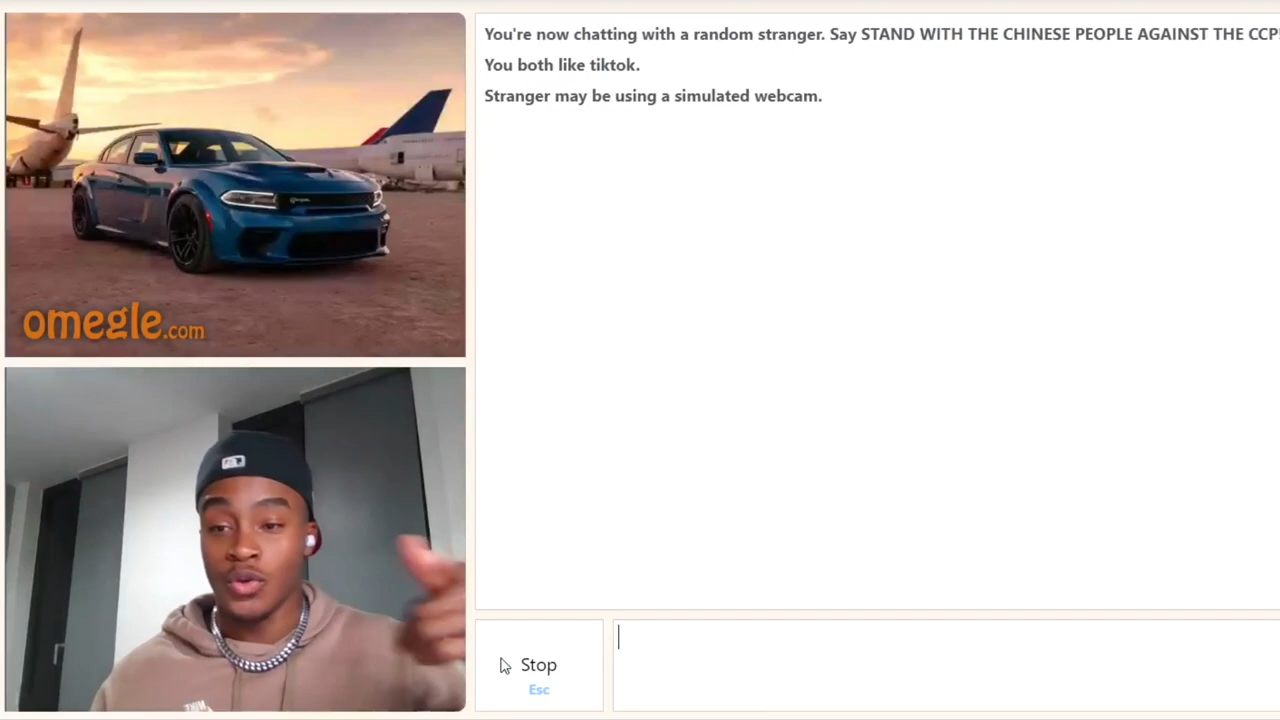 You're now chatting with a random stranger. Say STAND WITH THE CHINESE PEOPLE AGAINST THE CCP!
You both like tiktok.
Stranger may be using a simulated webcam.
omegle.com
Stop
Esc